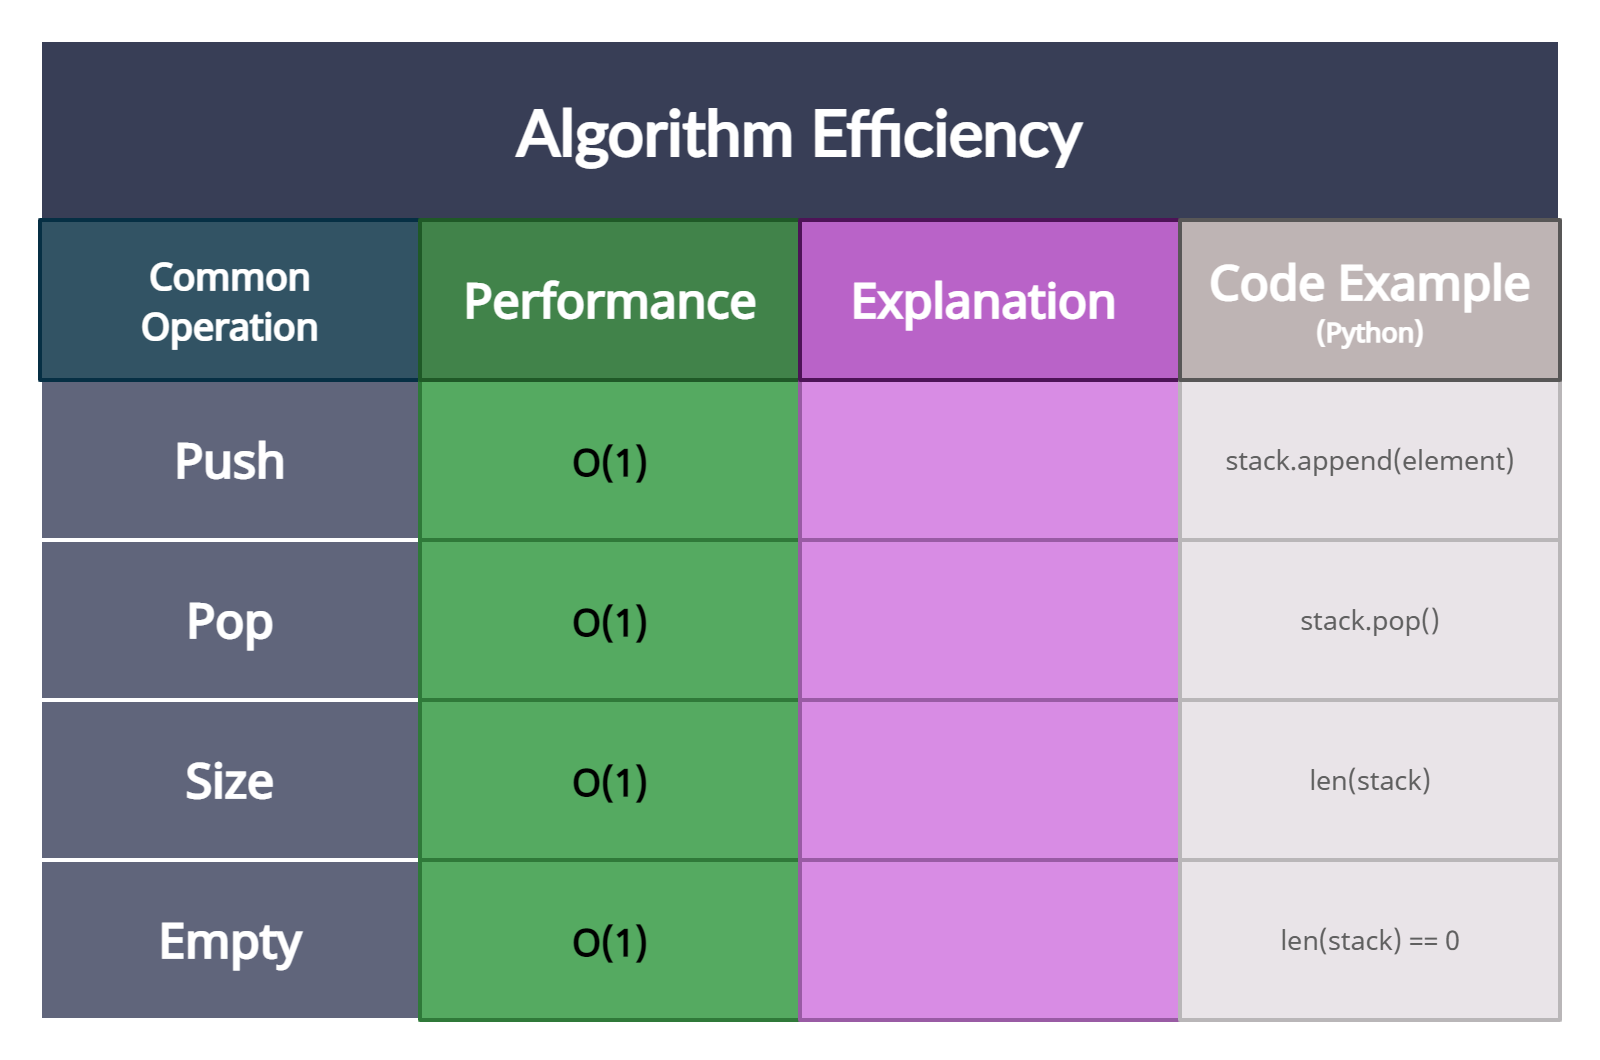 Algorithm Efficiency
Common
Operation
Performance
Explanation
Code Example
(Python)
Push
O(1)
stack.append(element)
Pop
O(1)
stack.pop()
Size
O(1)
len(stack)
Empty
O(1)
len(stack) == 0